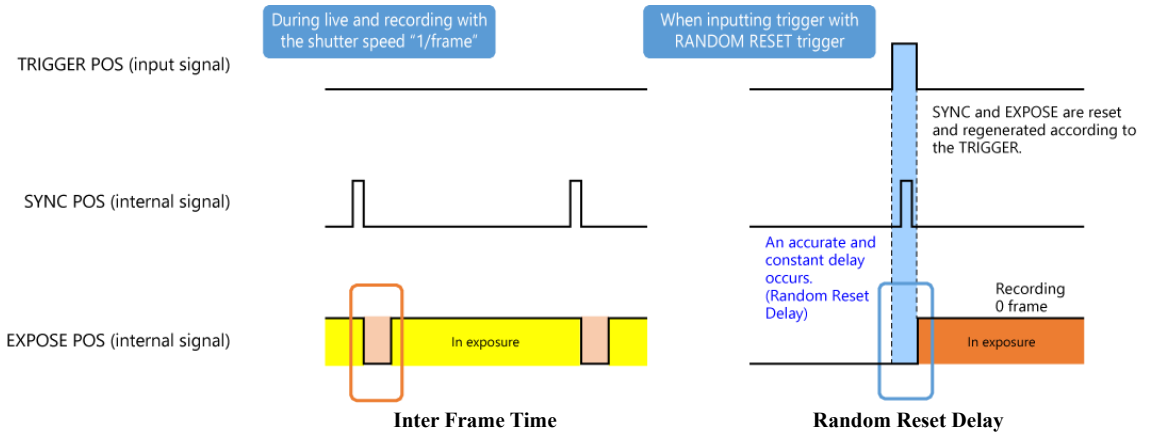 During live and recording with
the shutter speed “1/frame”
When inputting trigger with
RANDOM RESET trigger
TRIGGER POS (input signal)
SYNC and EXPOSE are reset
and regenerated according to
the TRIGGER.
SYNC POS (internal signal)
An accurate and
constant delay
occurs.
(Random Reset
Delay)
Recording
0 frame
EXPOSE POS (internal signal)
In exposure
In exposure
Inter Frame Time
Random Reset Delay